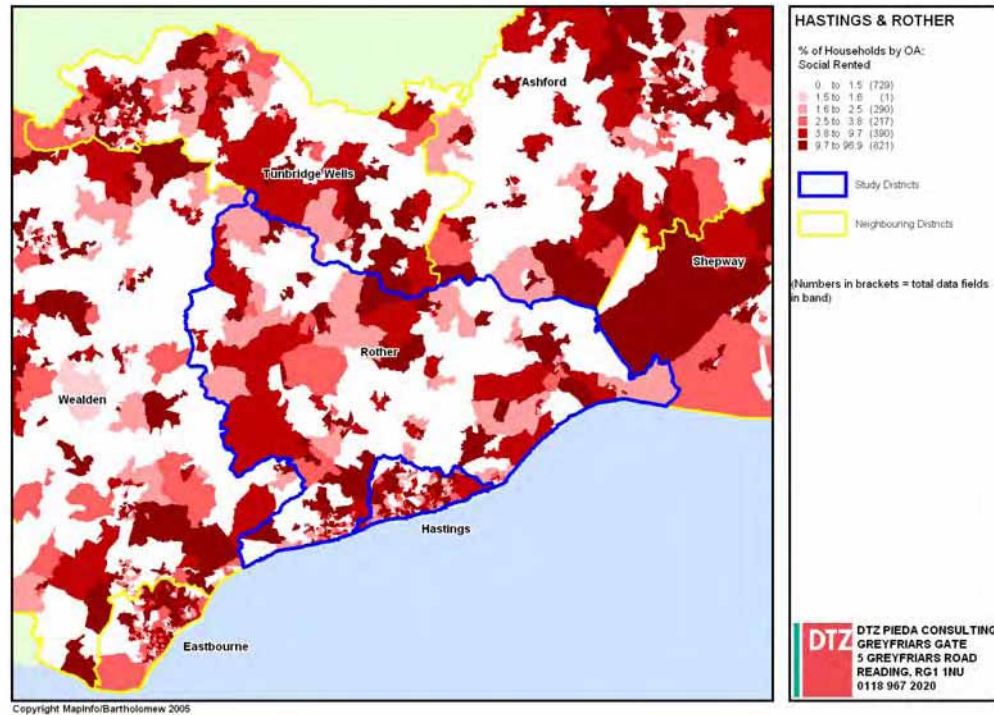 HASTINGS & ROTHER
% of Households by OA:
Social Rented
0 to 1.5 (729)
1.5 to 1.6 (1)
1.6 to 2.5 (290)
2.5 to 3.8 (217)
3.8 to 9.7 (390)
9.7 to 96.9 (821)
Study Districts
Neighbouring Districts
(Numbers in brackets = total data fields
in band)
Ashford
Tunbridge Wells
Shepway
Rother
Wealden
Hastings
Eastbourne
DTZ
DTZ PIEDA CONSULTING
GREYFRIARS GATE
5 GREYFRIARS ROAD
READING, RG1 1NU
0118 967 2020
Copyright MapInfo/Bartholomew 2005